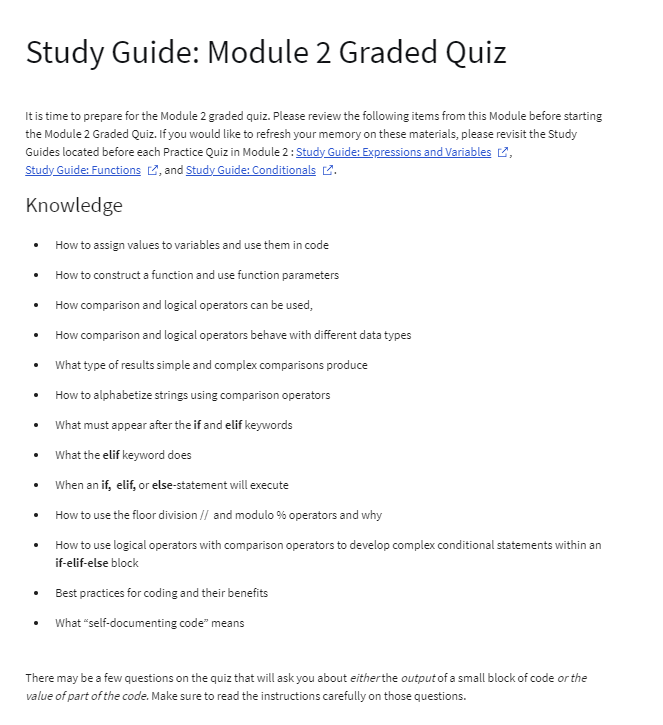 Study Guide: Module 2 Graded Quiz
It is time to prepare for the Module 2 graded quiz. Please review the following items from this Module before starting
the Module 2 Graded Quiz. If you would like to refresh your memory on these materials, please revisit the Study
Guides located before each Practice Quiz in Module 2 : Study Guide: Expressions and Variables ,
Study Guide: Functions , and Study Guide: Conditionals .
Knowledge
• How to assign values to variables and use them in code
• How to construct a function and use function parameters
• How comparison and logical operators can be used,
• How comparison and logical operators behave with different data types
• What type of results simple and complex comparisons produce
• How to alphabetize strings using comparison operators
• What must appear after the if and elif keywords
• What the elif keyword does
• When an if, elif, or else-statement will execute
• How to use the floor division // and modulo % operators and why
• How to use logical operators with comparison operators to develop complex conditional statements within an
if-elif-else block
• Best practices for coding and their benefits
• What “self-documenting code” means
There may be a few questions on the quiz that will ask you about either the output of a small block of code or the
value of part of the code. Make sure to read the instructions carefully on those questions.